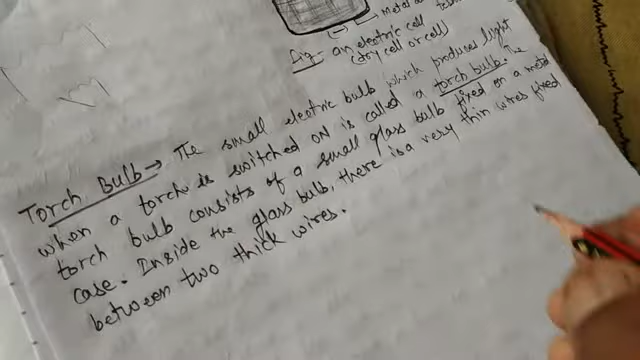 (-) Metal
Fig- an electric cell
(dry cell or cell)
Torch Bulb → The small electric bulb which produces light
when a torch is switched ON is called a torch bulb. The
torch bulb consists of a small glass bulb fixed on a metal
case. Inside the glass bulb, there is a very thin wires fixed
between two thick wires.